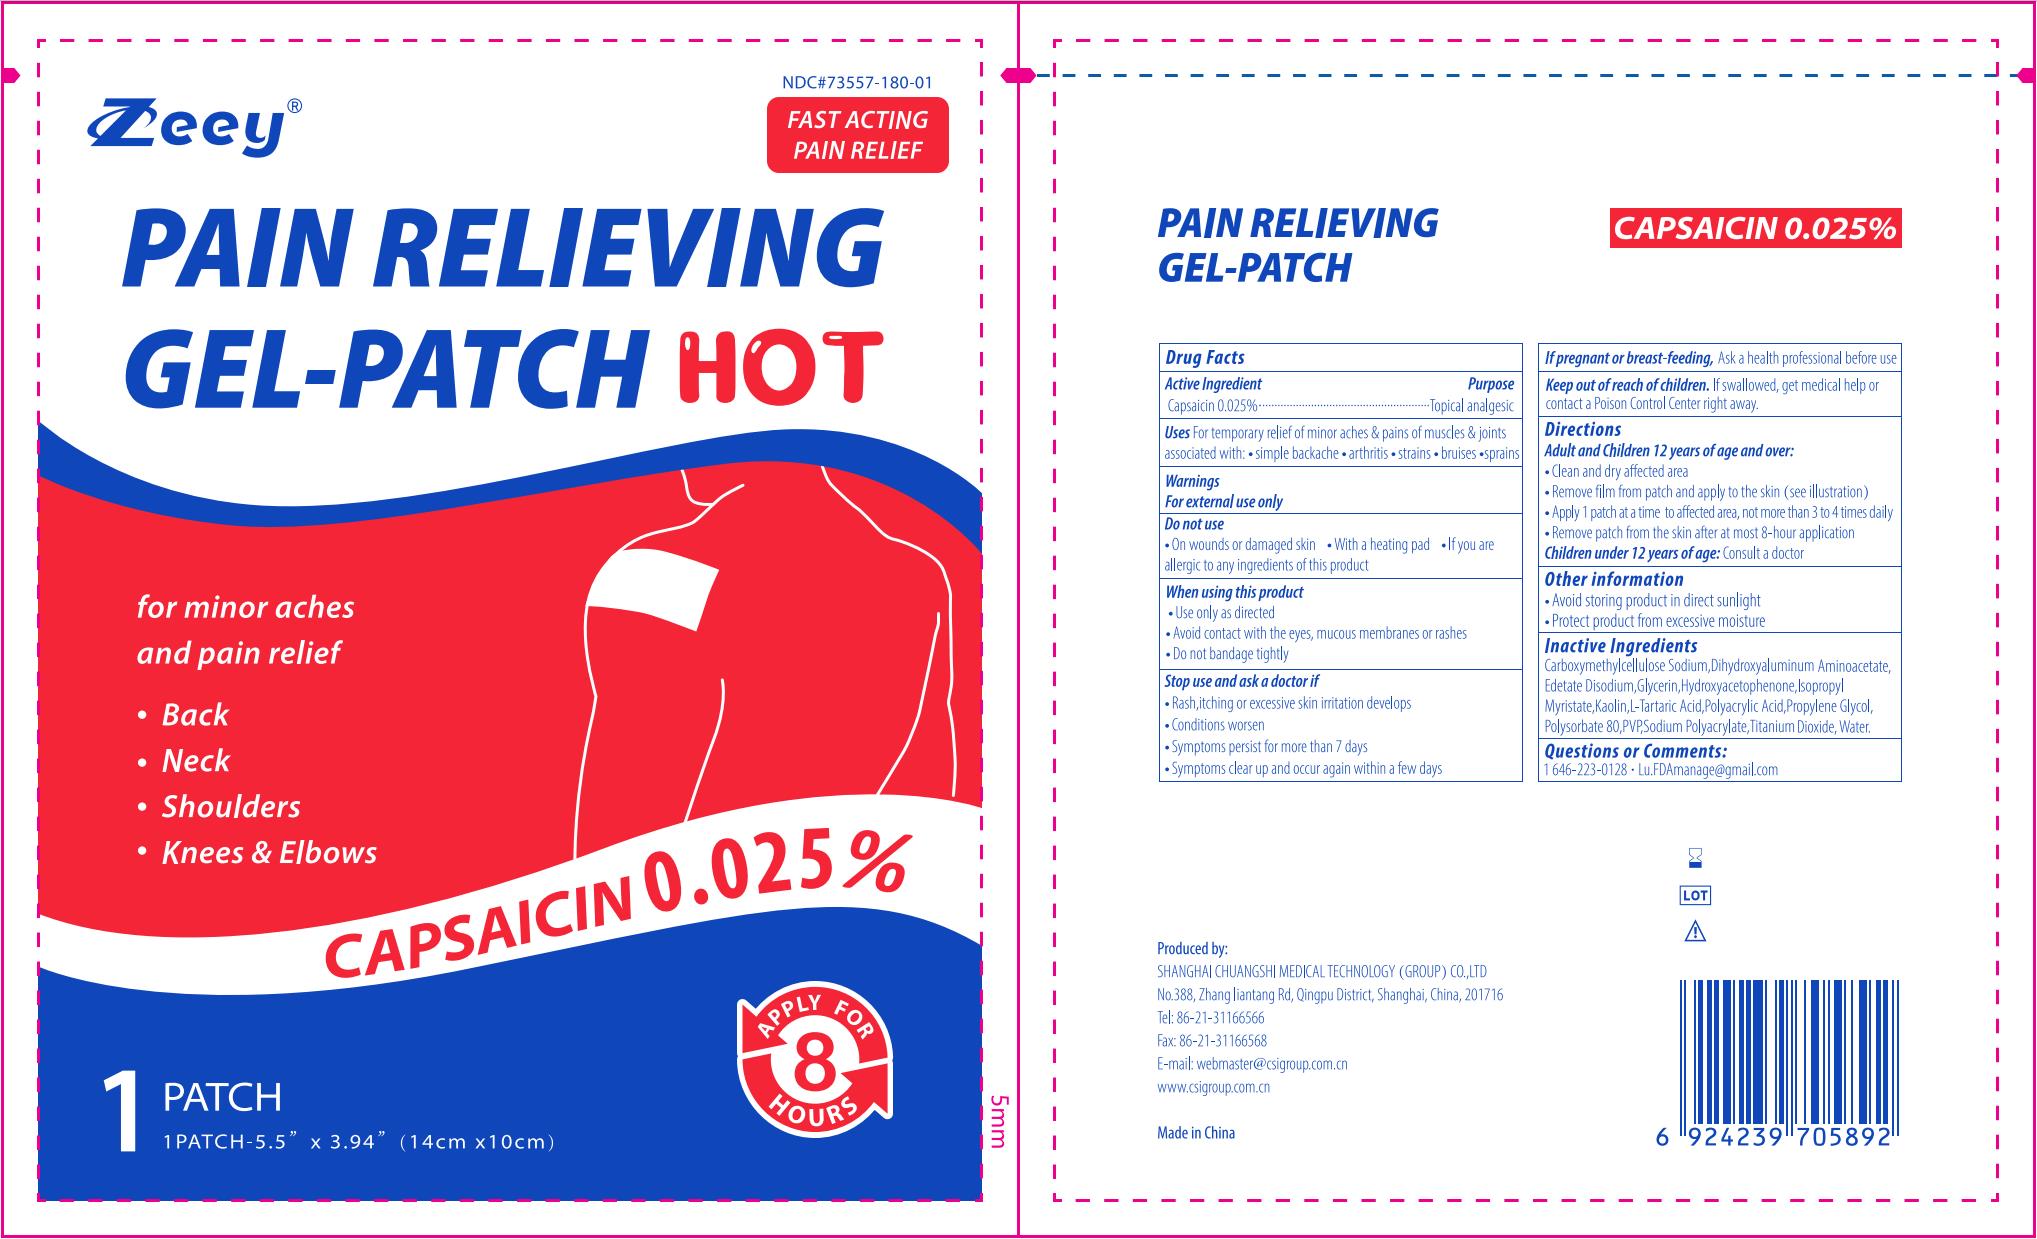 Zeey®
NDC#73557-180-01
FAST ACTING
PAIN RELIEF
PAIN RELIEVING
GEL-PATCH HOT
for minor aches
and pain relief
• Back
• Neck
• Shoulders
• Knees & Elbows
CAPSAICIN 0.025%
APPLY FOR
8
HOURS
1 PATCH
1PATCH-5.5” x 3.94” (14cm x10cm)
5mm
PAIN RELIEVING
GEL-PATCH
CAPSAICIN 0.025%
Drug Facts
Active Ingredient Purpose
Capsaicin 0.025%························Topical analgesic
Uses For temporary relief of minor aches & pains of muscles & joints
associated with: • simple backache • arthritis • strains • bruises •sprains
Warnings
For external use only
Do not use
• On wounds or damaged skin • With a heating pad • If you are
allergic to any ingredients of this product
When using this product
• Use only as directed
• Avoid contact with the eyes, mucous membranes or rashes
• Do not bandage tightly
Stop use and ask a doctor if
• Rash,itching or excessive skin irritation develops
• Conditions worsen
• Symptoms persist for more than 7 days
• Symptoms clear up and occur again within a few days
If pregnant or breast-feeding, Ask a health professional before use
Keep out of reach of children. If swallowed, get medical help or
contact a Poison Control Center right away.
Directions
Adult and Children 12 years of age and over:
• Clean and dry affected area
• Remove film from patch and apply to the skin (see illustration)
• Apply 1 patch at a time to affected area, not more than 3 to 4 times daily
• Remove patch from the skin after at most 8-hour application
Children under 12 years of age: Consult a doctor
Other information
• Avoid storing product in direct sunlight
• Protect product from excessive moisture
Inactive Ingredients
Carboxymethylcellulose Sodium,Dihydroxyaluminum Aminoacetate,
Edetate Disodium,Glycerin,Hydroxyacetophenone,Isopropyl
Myristate,Kaolin,L-Tartaric Acid,Polyacrylic Acid,Propylene Glycol,
Polysorbate 80,PVP,Sodium Polyacrylate,Titanium Dioxide, Water.
Questions or Comments:
1 646-223-0128 · Lu.FDAmanage@gmail.com
LOT
Produced by:
SHANGHAI CHUANGSHI MEDICAL TECHNOLOGY (GROUP) CO.,LTD
No.388, Zhang liantang Rd, Qingpu District, Shanghai, China, 201716
Tel: 86-21-31166566
Fax: 86-21-31166568
E-mail: webmaster@csigroup.com.cn
www.csigroup.com.cn
Made in China
6 924239 705892